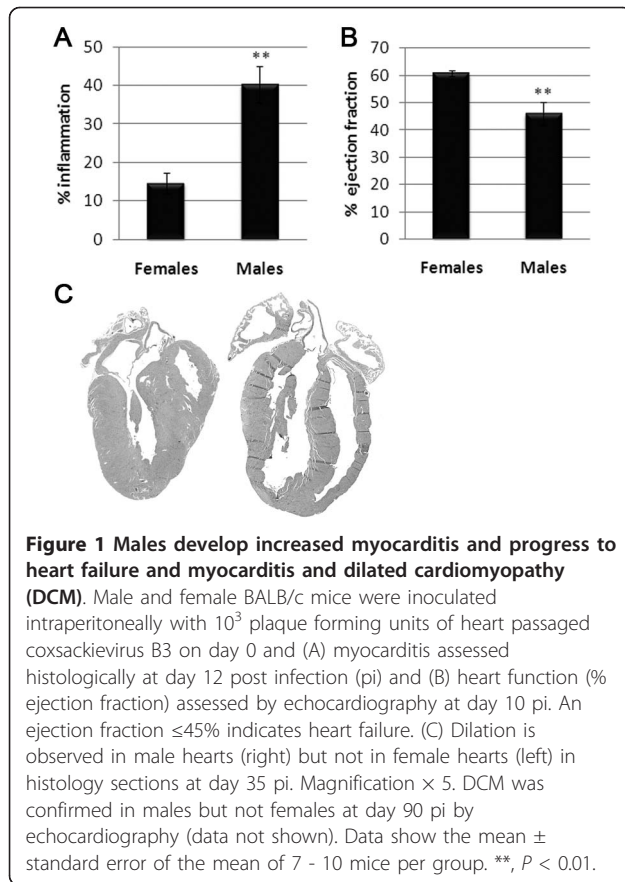 A
B
**
**
% inflammation
50
40
30
20
10
0
Females Males
% ejection fraction
70
60
50
40
30
20
10
0
Females Males
C
Figure 1 Males develop increased myocarditis and progress to
heart failure and myocarditis and dilated cardiomyopathy
(DCM). Male and female BALB/c mice were inoculated
intraperitoneally with 10³ plaque forming units of heart passaged
coxsackievirus B3 on day 0 and (A) myocarditis assessed
histologically at day 12 post infection (pi) and (B) heart function (%
ejection fraction) assessed by echocardiography at day 10 pi. An
ejection fraction ≤45% indicates heart failure. (C) Dilation is
observed in male hearts (right) but not in female hearts (left) in
histology sections at day 35 pi. Magnification × 5. DCM was
confirmed in males but not females at day 90 pi by
echocardiography (data not shown). Data show the mean ±
standard error of the mean of 7 - 10 mice per group. **, P < 0.01.